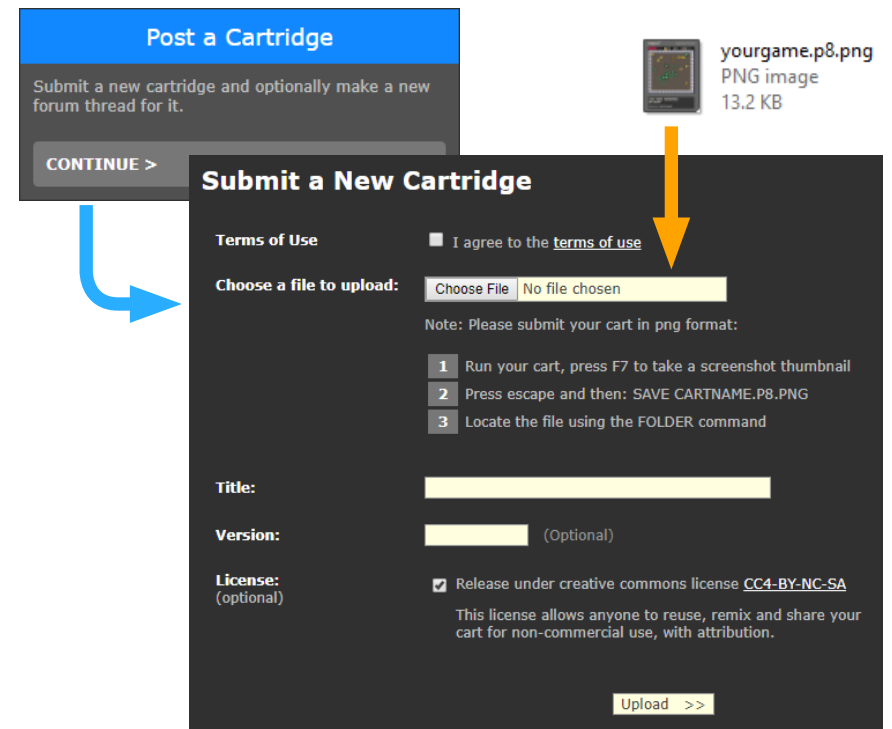 Post a Cartridge
Submit a new cartridge and optionally make a new
forum thread for it.
CONTINUE >
yourgame.p8.png
PNG image
13.2 KB
Submit a New Cartridge
Terms of Use
I agree to the terms of use
Choose a file to upload:
Choose File No file chosen
Note: Please submit your cart in png format:
1 Run your cart, press F7 to take a screenshot thumbnail
2 Press escape and then: SAVE CARTNAME.P8.PNG
3 Locate the file using the FOLDER command
Title:
Version:
(Optional)
License:
(optional)
Release under creative commons license CC4-BY-NC-SA
This license allows anyone to reuse, remix and share your
cart for non-commercial use, with attribution.
Upload >>